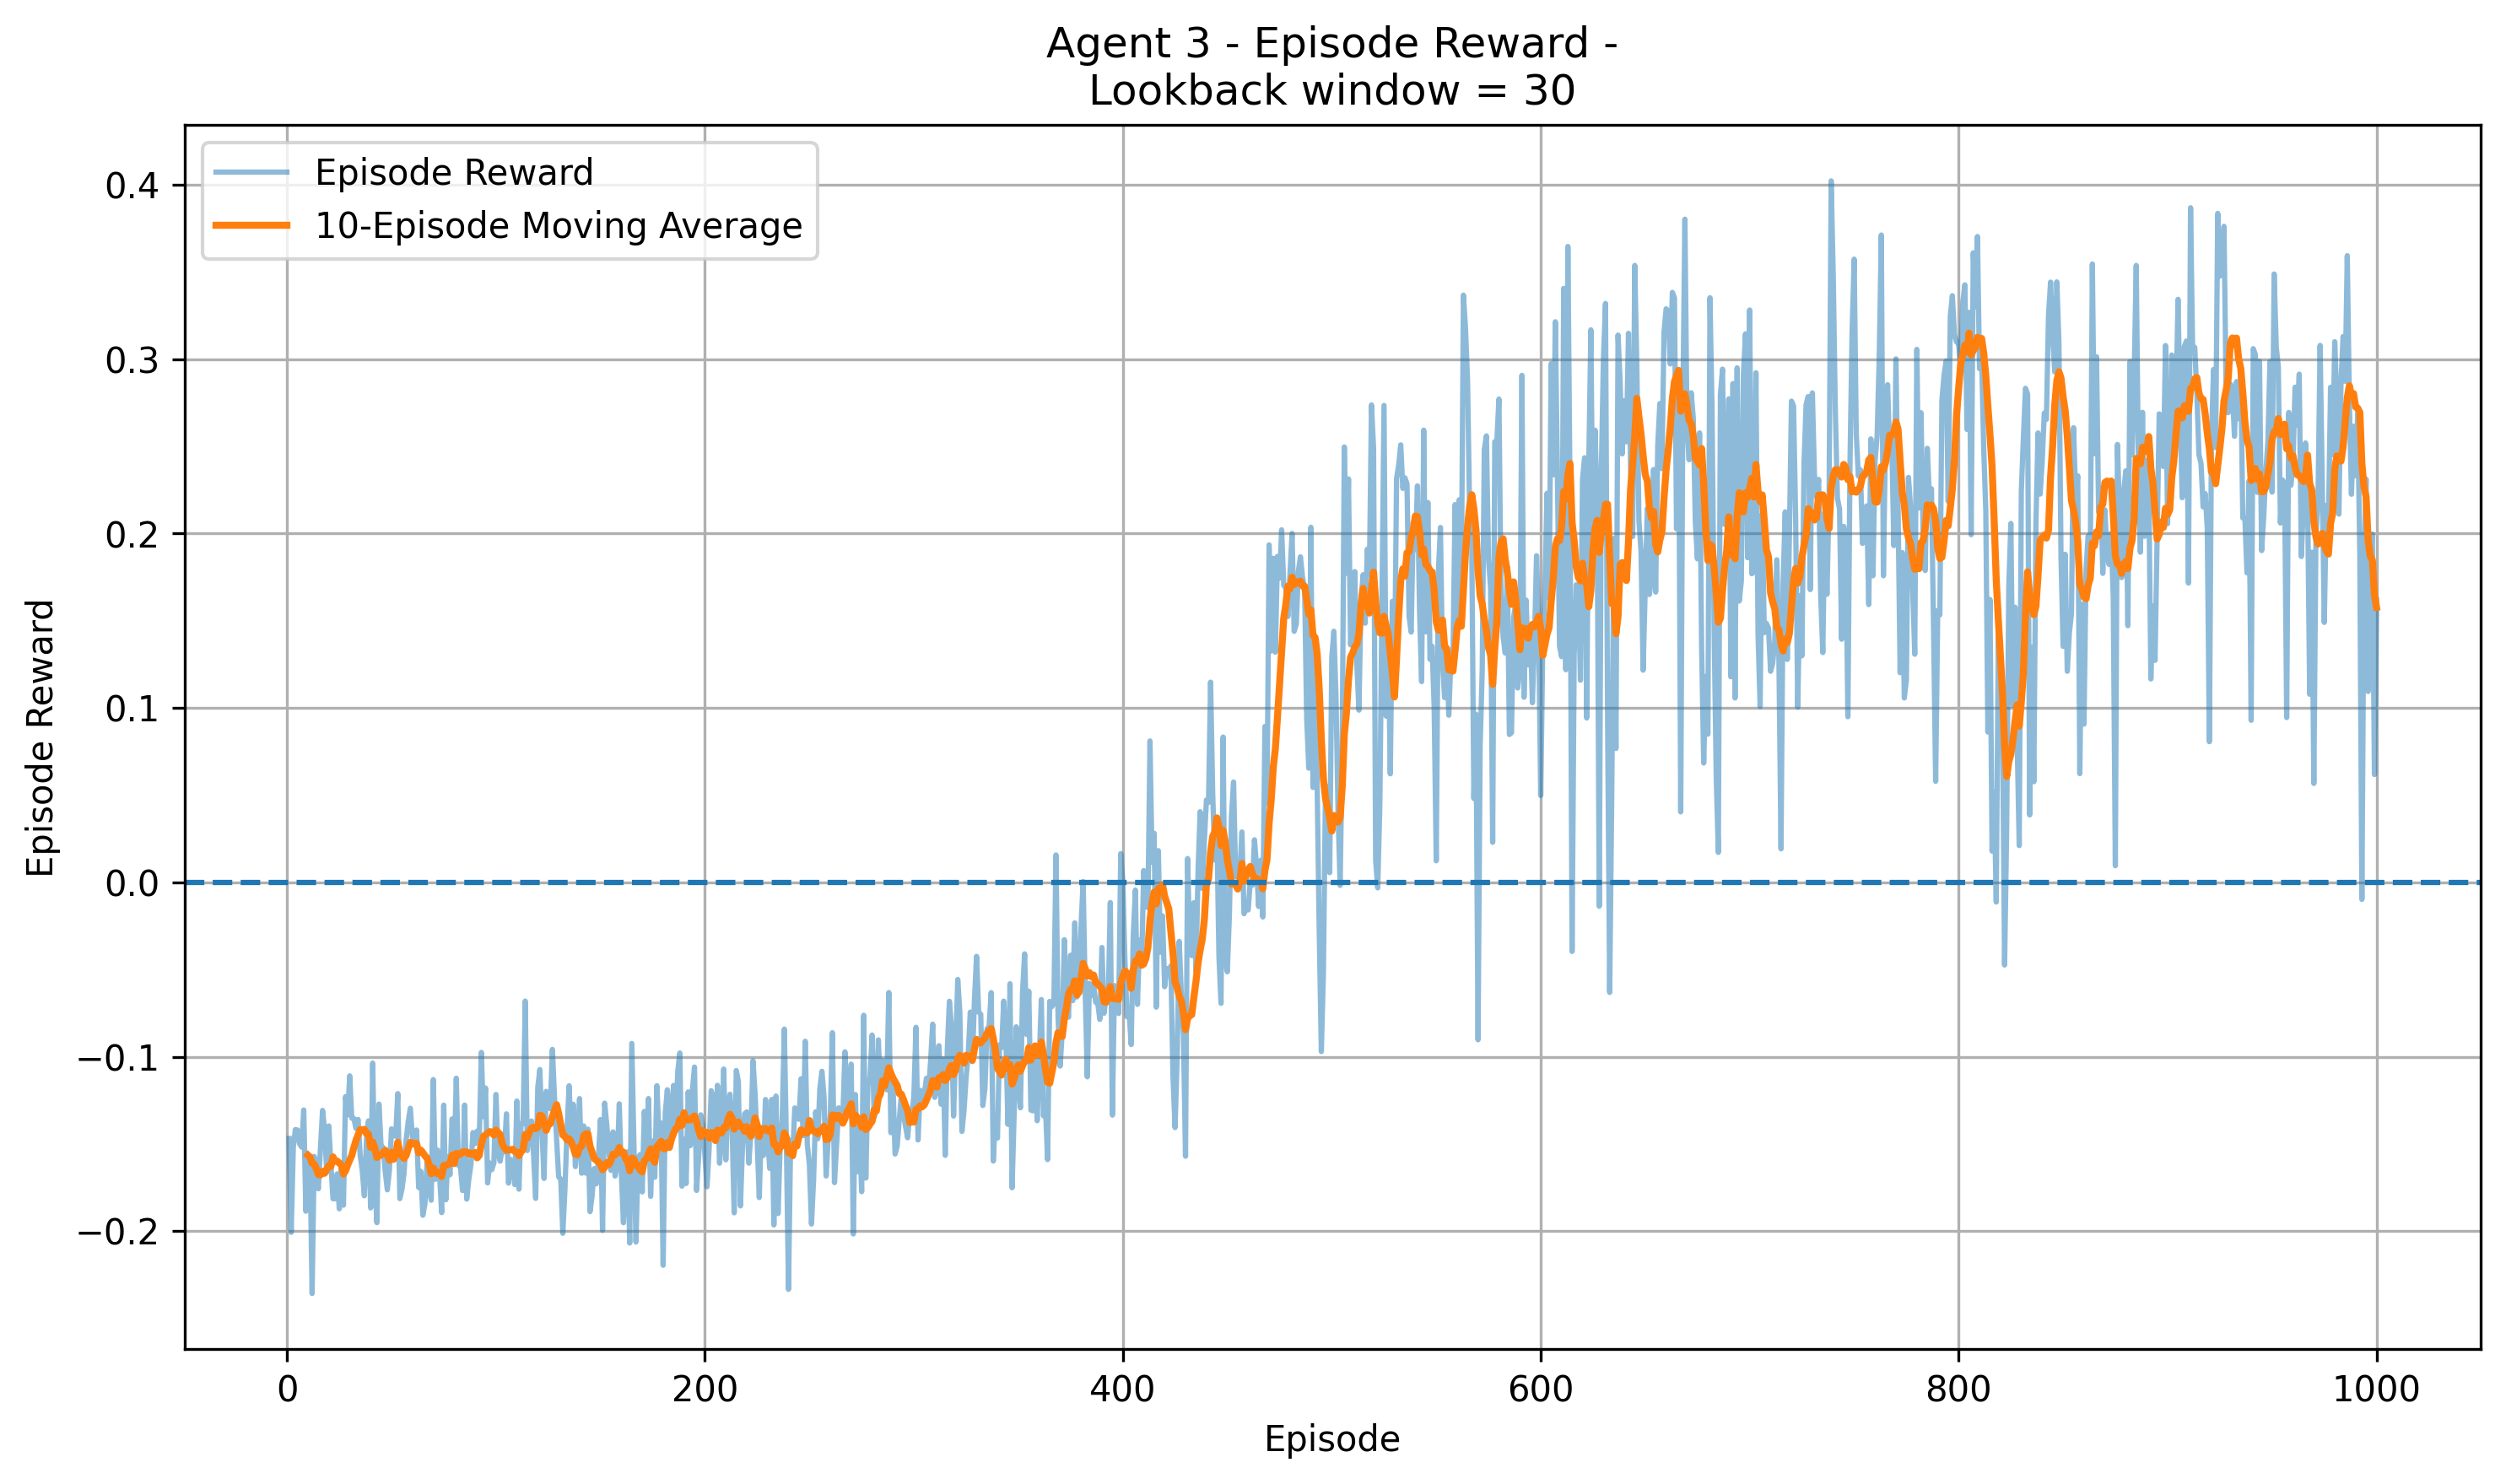 Agent 3 - Episode Reward -
Lookback window = 30
Episode Reward
10-Episode Moving Average
Episode Reward
0.4
0.3
0.2
0.1
0.0
−0.1
−0.2
0 200 400 600 800 1000
Episode